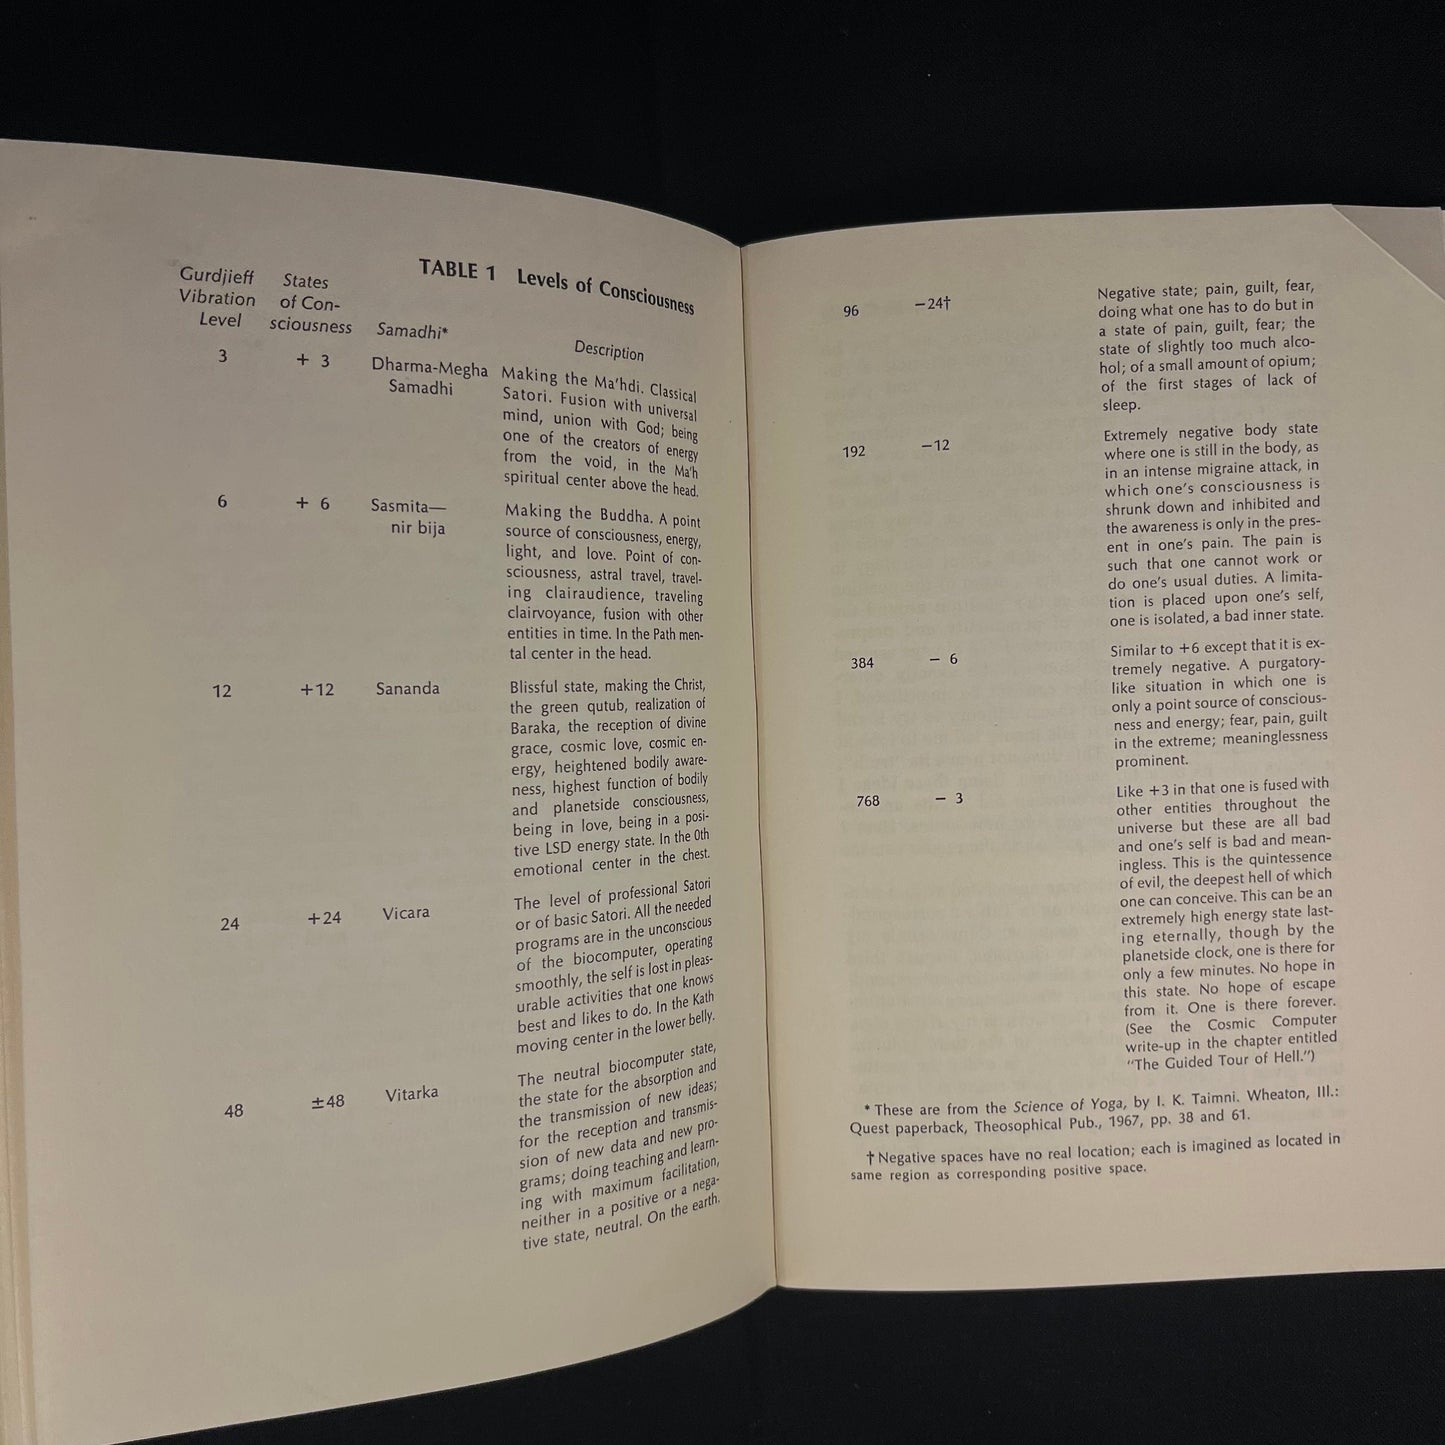 TABLE 1 Levels of Consciousness
Gurdjieff
Vibration
Level
States
of Con-
sciousness
Samadhi*
Description
3 + 3 Dharma-Megha
Samadhi
Making the Ma'hdi. Classical
Satori. Fusion with universal
mind, union with God; being
one of the creators of energy
from the void, in the Ma'h
spiritual center above the head.
6 + 6 Sasmita—
nir bija
Making the Buddha. A point
source of consciousness, energy,
light, and love. Point of con-
sciousness, astral travel, travel-
ing clairaudience, traveling
clairvoyance, fusion with other
entities in time. In the Path men-
tal center in the head.
12 +12 Sananda
Blissful state, making the Christ,
the green qutub, realization of
Baraka, the reception of divine
grace, cosmic love, cosmic en-
ergy, heightened bodily aware-
ness, highest function of bodily
and planetside consciousness,
being in love, being in a posi-
tive LSD energy state. In the 0th
emotional center in the chest.
24 +24 Vicara
The level of professional Satori
or of basic Satori. All the needed
programs are in the unconscious
of the biocomputer, operating
smoothly, the self is lost in pleas-
urable activities that one knows
best and likes to do. In the Kath
moving center in the lower belly.
48 ±48 Vitarka
The neutral biocomputer state,
the state for the absorption and
the transmission of new ideas;
for the reception and transmis-
sion of new data and new pro-
grams; doing teaching and learn-
ing with maximum facilitation,
neither in a positive or a nega-
tive state, neutral. On the earth.
96 −24†
Negative state; pain, guilt, fear,
doing what one has to do but in
a state of pain, guilt, fear; the
state of slightly too much alco-
hol; of a small amount of opium;
of the first stages of lack of
sleep.
192 −12
Extremely negative body state
where one is still in the body, as
in an intense migraine attack, in
which one's consciousness is
shrunk down and inhibited and
the awareness is only in the pres-
ent in one's pain. The pain is
such that one cannot work or
do one's usual duties. A limita-
tion is placed upon one's self,
one is isolated, a bad inner state.
384 − 6
Similar to +6 except that it is ex-
tremely negative. A purgatory-
like situation in which one is
only a point source of conscious-
ness and energy; fear, pain, guilt
in the extreme; meaninglessness
prominent.
768 − 3
Like +3 in that one is fused with
other entities throughout the
universe but these are all bad
and one's self is bad and mean-
ingless. This is the quintessence
of evil, the deepest hell of which
one can conceive. This can be an
extremely high energy state last-
ing eternally, though by the
planetside clock, one is there for
only a few minutes. No hope in
this state. No hope of escape
from it. One is there forever.
(See the Cosmic Computer
write-up in the chapter entitled
"The Guided Tour of Hell.")
* These are from the Science of Yoga, by I. K. Taimni. Wheaton, Ill.:
Quest paperback, Theosophical Pub., 1967, pp. 38 and 61.
† Negative spaces have no real location; each is imagined as located in
same region as corresponding positive space.